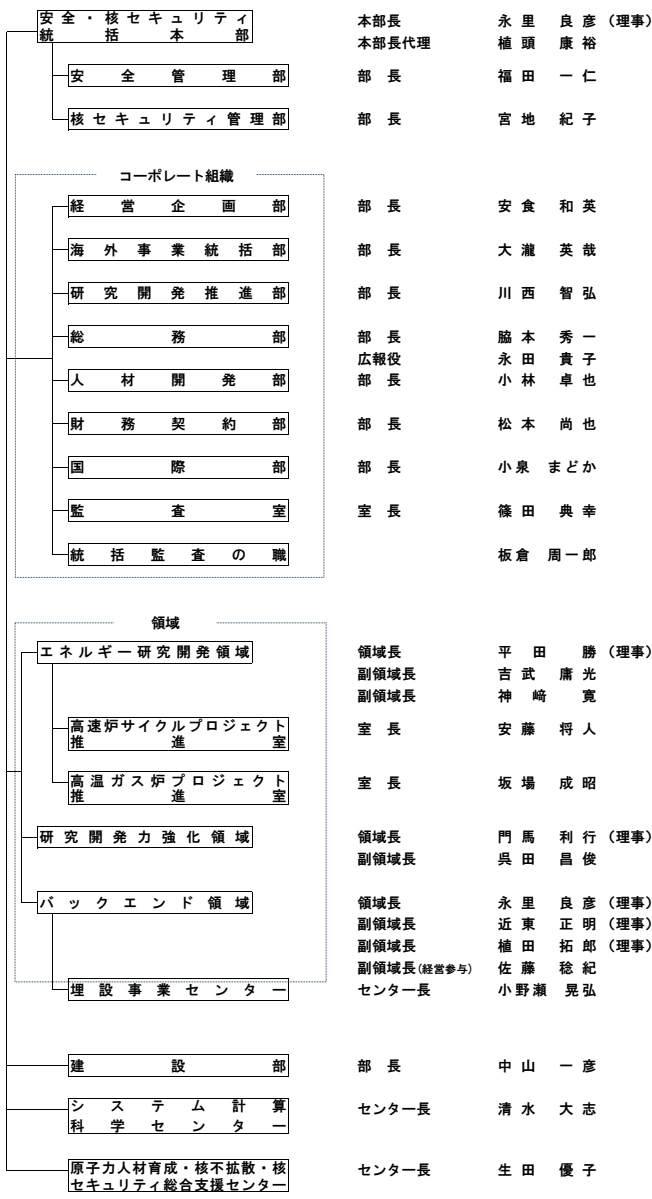 安全・核セキュリティ 本部長 永里 良彦（理事）
統括本部 本部長代理 植頭 康裕
安全管理部 部長 福田 一仁
核セキュリティ管理部 部長 宮地 紀子
コーポレート組織
経営企画部 部長 安食 和英
海外事業統括部 部長 大瀧 英哉
研究開発推進部 部長 川西 智弘
総務部 部長 脇本 秀一
広報役 永田 貴子
人材開発部 部長 小林 卓也
財務契約部 部長 松本 尚也
国際部 部長 小泉 まどか
監査室 室長 篠田 典幸
統括監査の職 板倉 周一郎
領域
エネルギー研究開発領域 領域長 平田 勝（理事）
副領域長 吉武 庸光
副領域長 神﨑 寛
高速炉サイクルプロジェクト 室長 安藤 将人
推進室
高温ガス炉プロジェクト 室長 坂場 成昭
推進室
研究開発力強化領域 領域長 門馬 利行（理事）
副領域長 呉田 昌俊
バックエンド領域 領域長 永里 良彦（理事）
副領域長 近東 正明（理事）
副領域長 植田 拓郎（理事）
副領域長(経営参与) 佐藤 稔紀
埋設事業センター センター長 小野瀬 晃弘
建設部 部長 中山 一彦
システム計算 センター長 清水 大志
科学センター
原子力人材育成・核不拡散・核 センター長 生田 優子
セキュリティ総合支援センター